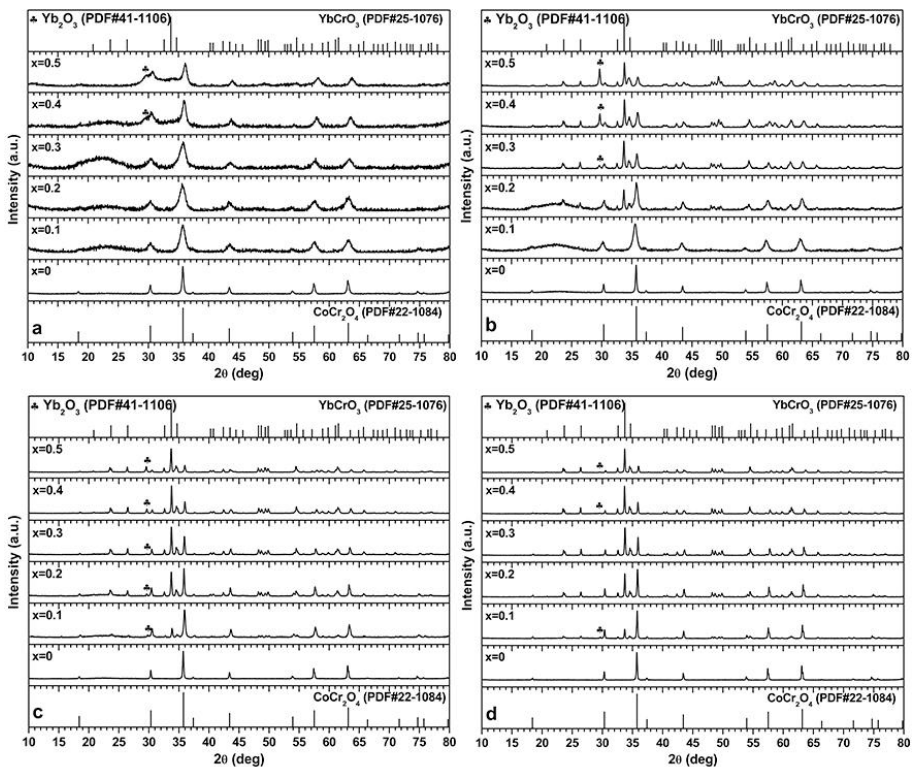 ♣ Yb₂O₃ (PDF#41-1106) YbCrO₃ (PDF#25-1076)
x=0.5
x=0.4
x=0.3
x=0.2
x=0.1
x=0
CoCr₂O₄ (PDF#22-1084)
a
Intensity (a.u.)
10 15 20 25 30 35 40 45 50 55 60 65 70 75 80
2θ (deg)
♣ Yb₂O₃ (PDF#41-1106) YbCrO₃ (PDF#25-1076)
x=0.5
x=0.4
x=0.3
x=0.2
x=0.1
x=0
CoCr₂O₄ (PDF#22-1084)
b
Intensity (a.u.)
10 15 20 25 30 35 40 45 50 55 60 65 70 75 80
2θ (deg)
♣ Yb₂O₃ (PDF#41-1106) YbCrO₃ (PDF#25-1076)
x=0.5
x=0.4
x=0.3
x=0.2
x=0.1
x=0
CoCr₂O₄ (PDF#22-1084)
c
Intensity (a.u.)
10 15 20 25 30 35 40 45 50 55 60 65 70 75 80
2θ (deg)
♣ Yb₂O₃ (PDF#41-1106) YbCrO₃ (PDF#25-1076)
x=0.5
x=0.4
x=0.3
x=0.2
x=0.1
x=0
CoCr₂O₄ (PDF#22-1084)
d
Intensity (a.u.)
10 15 20 25 30 35 40 45 50 55 60 65 70 75 80
2θ (deg)